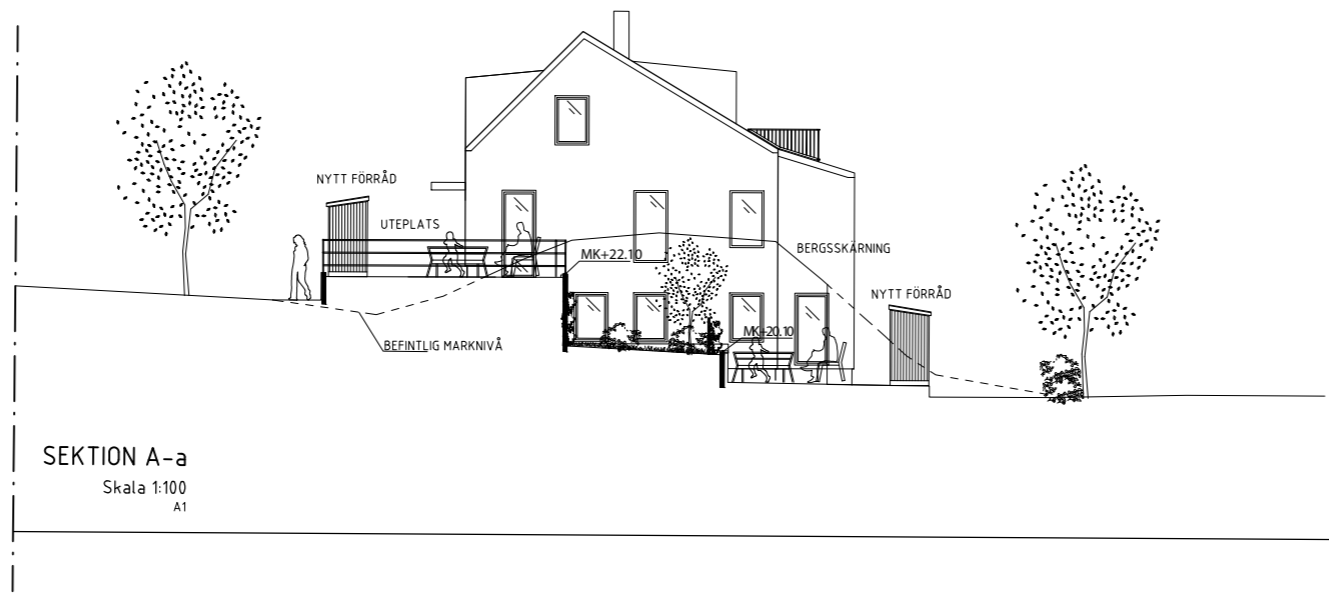 NYTT FÖRRÅD
UTEPLATS
MK+22.10
BERGSSKÄRNING
NYTT FÖRRÅD
MK+20.10
BEFINTLIG MARKNIVÅ
SEKTION A-a
Skala 1:100
A1